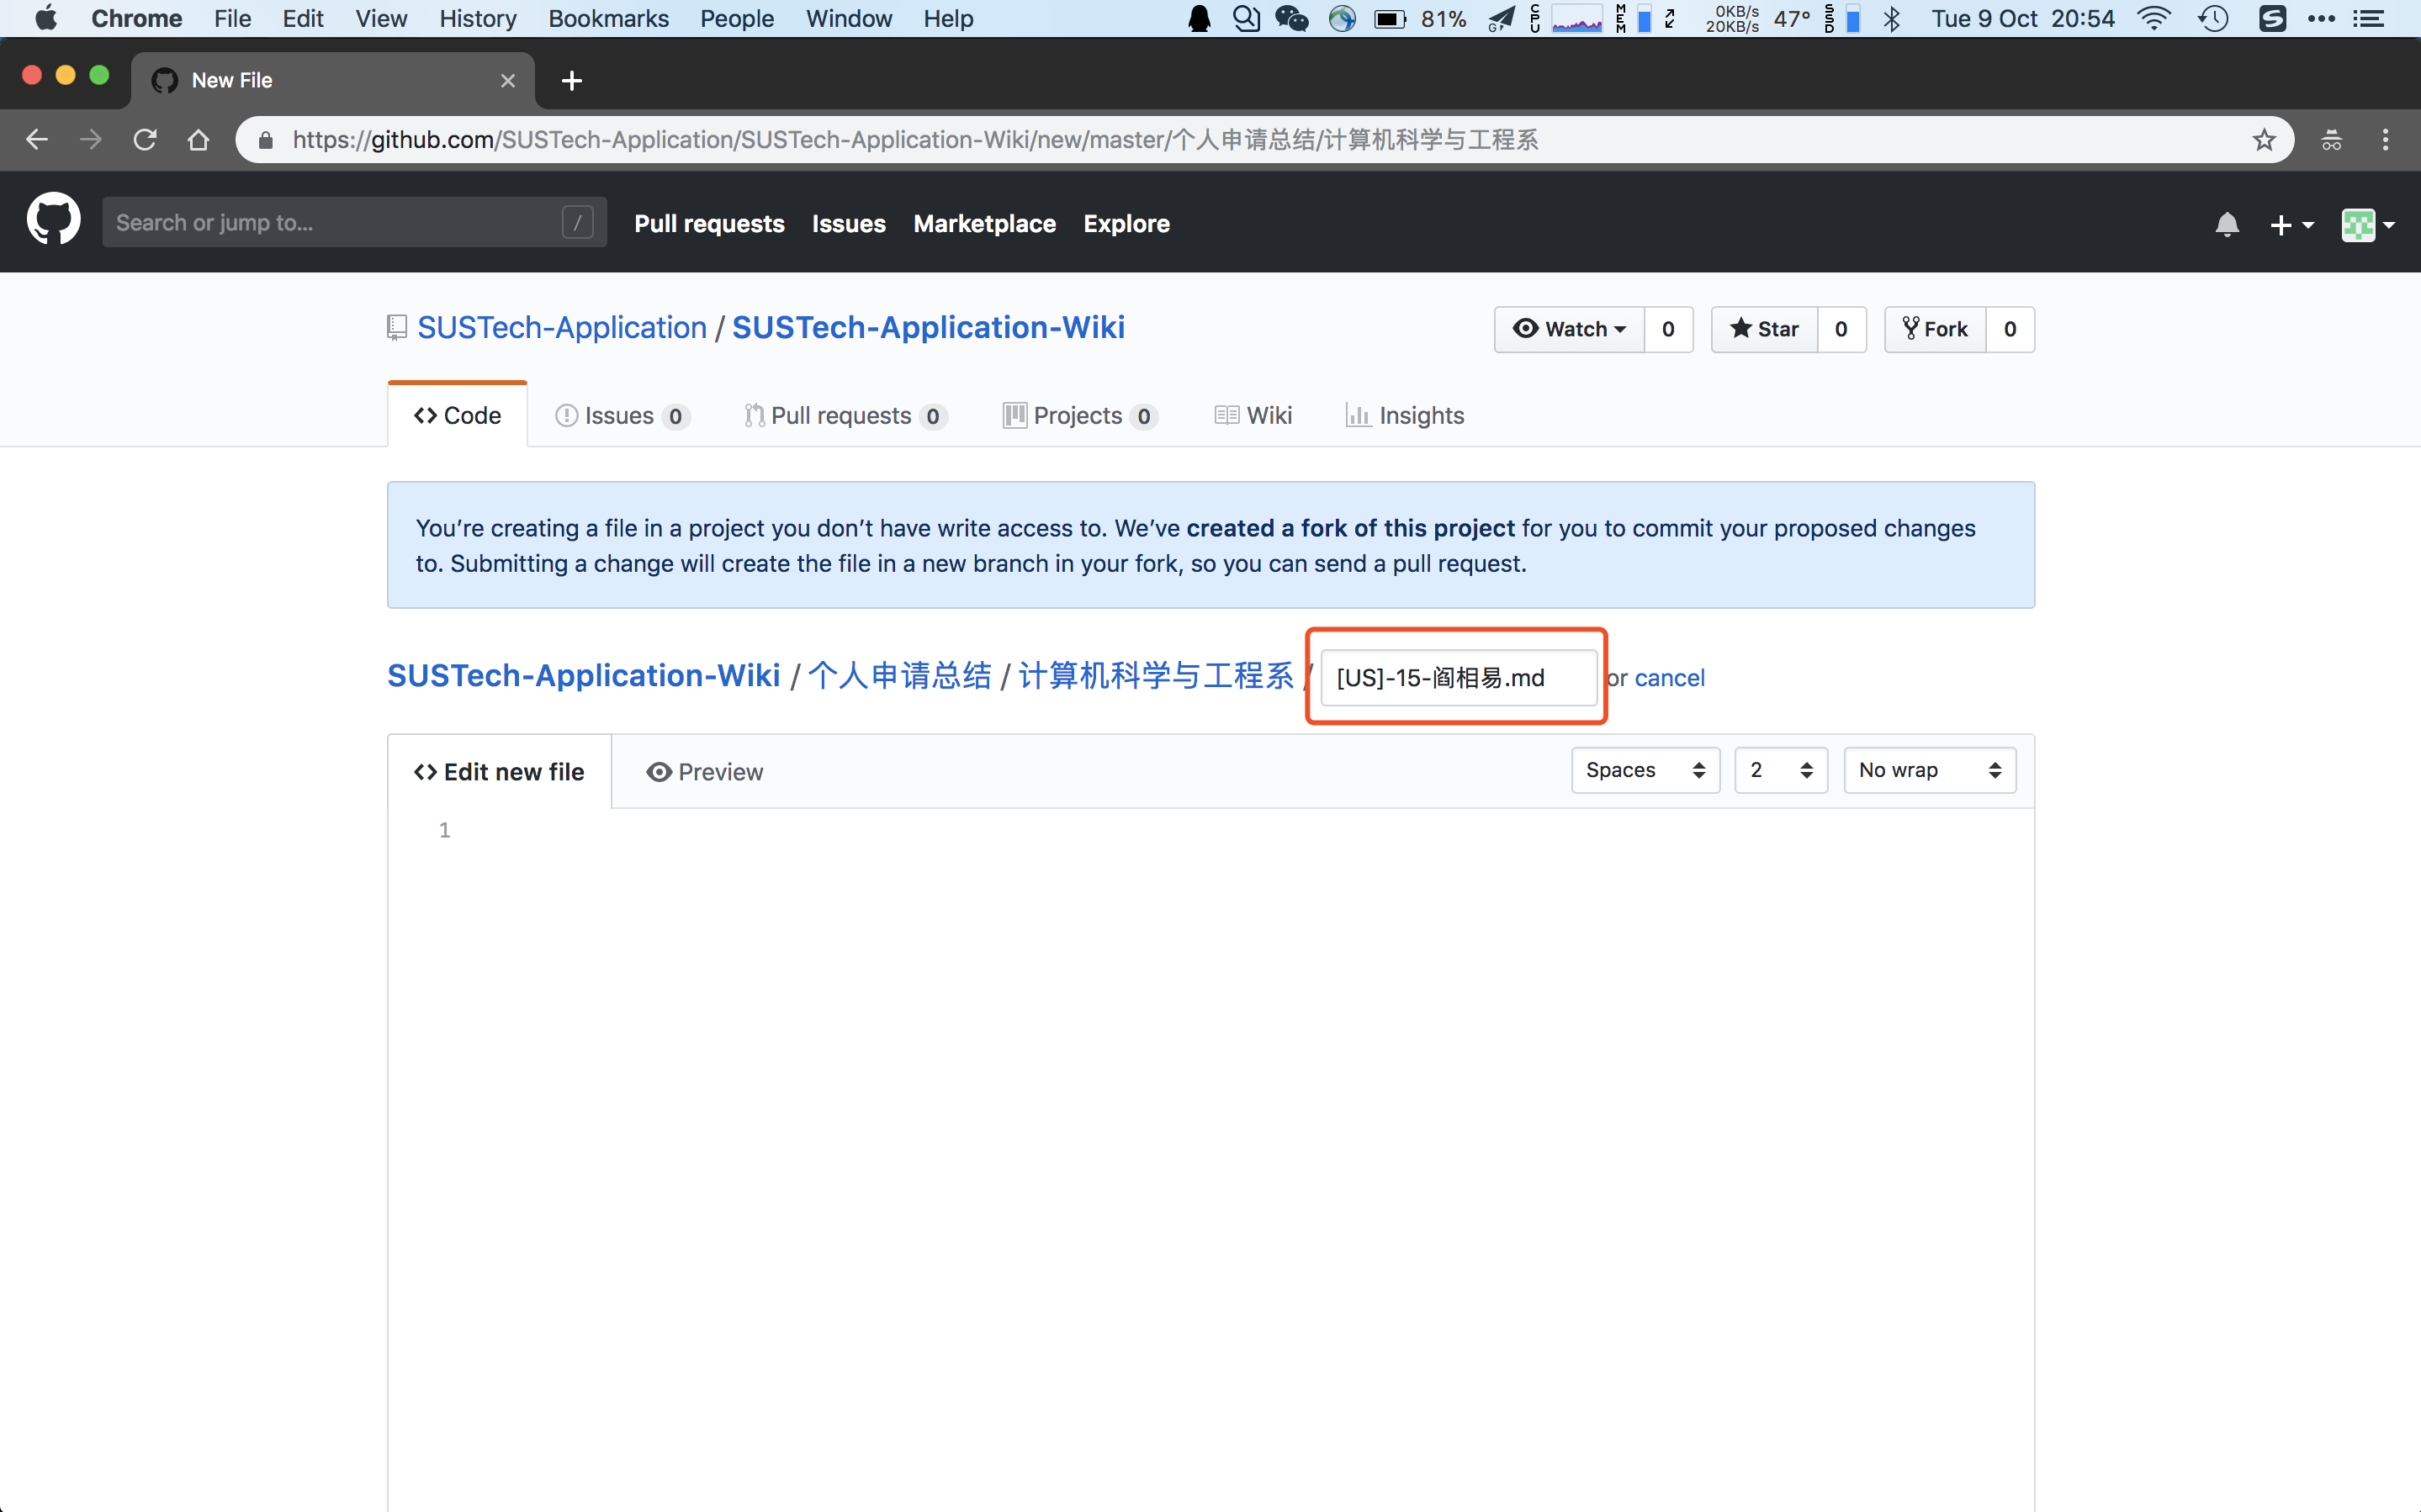 Chrome File Edit View History Bookmarks People Window Help 81% G CPU MEM 0KB/s 20KB/s 47° SSD Tue 9 Oct 20:54 S
New File
https://github.com/SUSTech-Application/SUSTech-Application-Wiki/new/master/个人申请总结/计算机科学与工程系
Search or jump to... / Pull requests Issues Marketplace Explore
SUSTech-Application / SUSTech-Application-Wiki Watch 0 Star 0 Fork 0
Code Issues 0 Pull requests 0 Projects 0 Wiki Insights
You’re creating a file in a project you don’t have write access to. We’ve created a fork of this project for you to commit your proposed changes
to. Submitting a change will create the file in a new branch in your fork, so you can send a pull request.
SUSTech-Application-Wiki / 个人申请总结 / 计算机科学与工程系 / [US]-15-阎相易.md or cancel
Edit new file Preview Spaces 2 No wrap
1